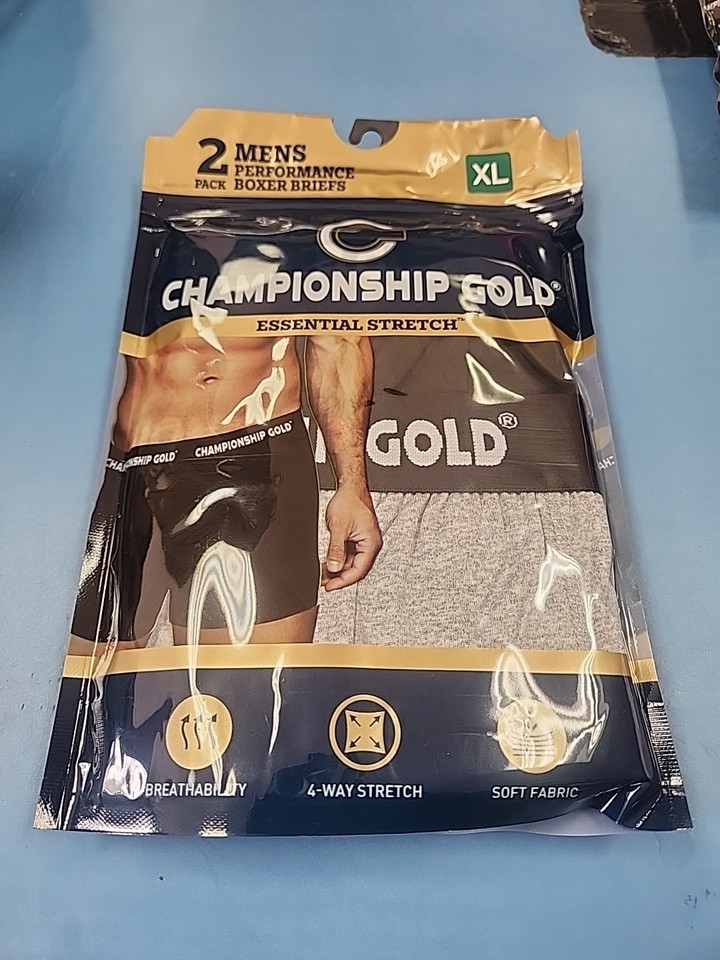 2 MENS
PERFORMANCE
PACK BOXER BRIEFS
XL
CHAMPIONSHIP GOLD®
ESSENTIAL STRETCH™
GOLD®
CHAMPIONSHIP GOLD®
BREATHABILITY
4-WAY STRETCH
SOFT FABRIC